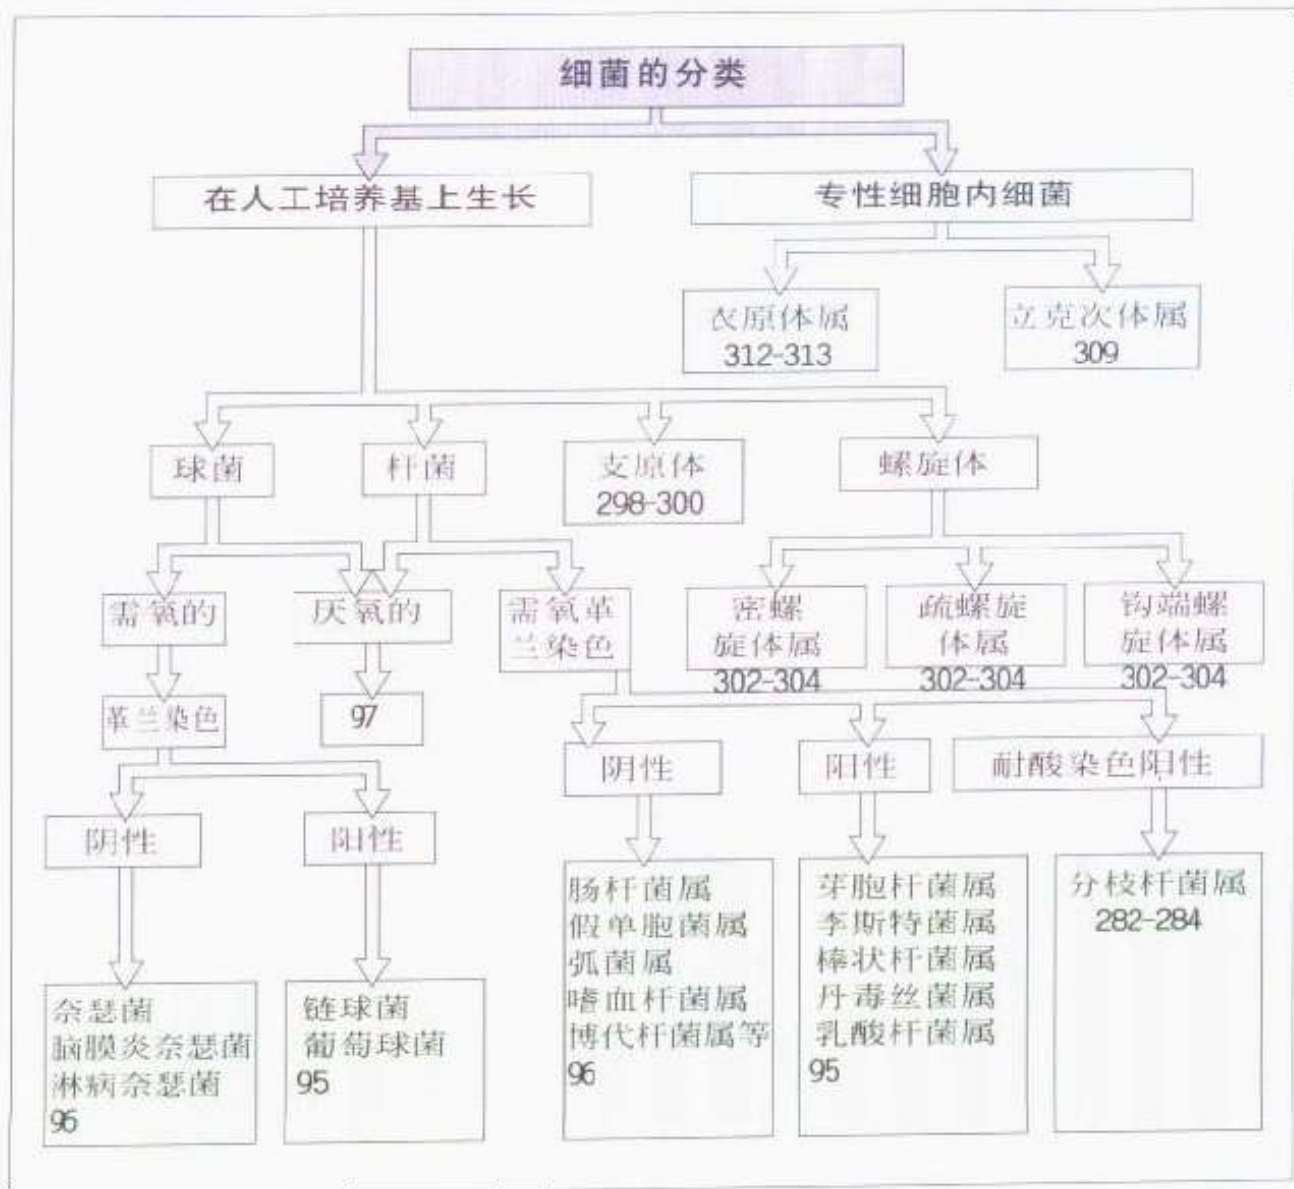 细菌的分类
在人工培养基上生长
专性细胞内细菌
衣原体属
312-313
立克次体属
309
球菌
杆菌
支原体
298-300
螺旋体
需氧的
厌氧的
需氧革
兰染色
密螺
旋体属
302-304
疏螺旋
体属
302-304
钩端螺
旋体属
302-304
革兰染色
97
阴性
阳性
耐酸染色阳性
阴性
阳性
肠杆菌属
假单胞菌属
弧菌属
嗜血杆菌属
博代杆菌属等
96
芽胞杆菌属
李斯特菌属
棒状杆菌属
丹毒丝菌属
乳酸杆菌属
95
分枝杆菌属
282-284
奈瑟菌
脑膜炎奈瑟菌
淋病奈瑟菌
96
链球菌
葡萄球菌
95